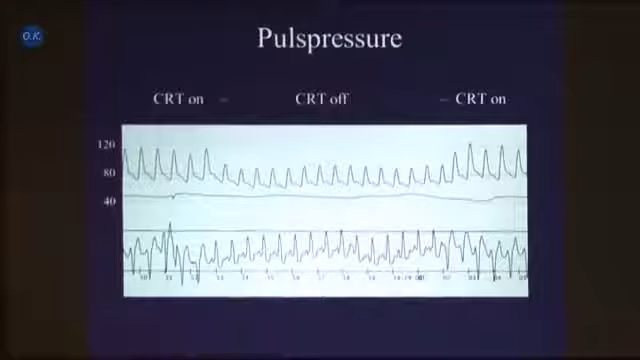 O.K.
Pulspressure
CRT on – CRT off – CRT on
120
80
40